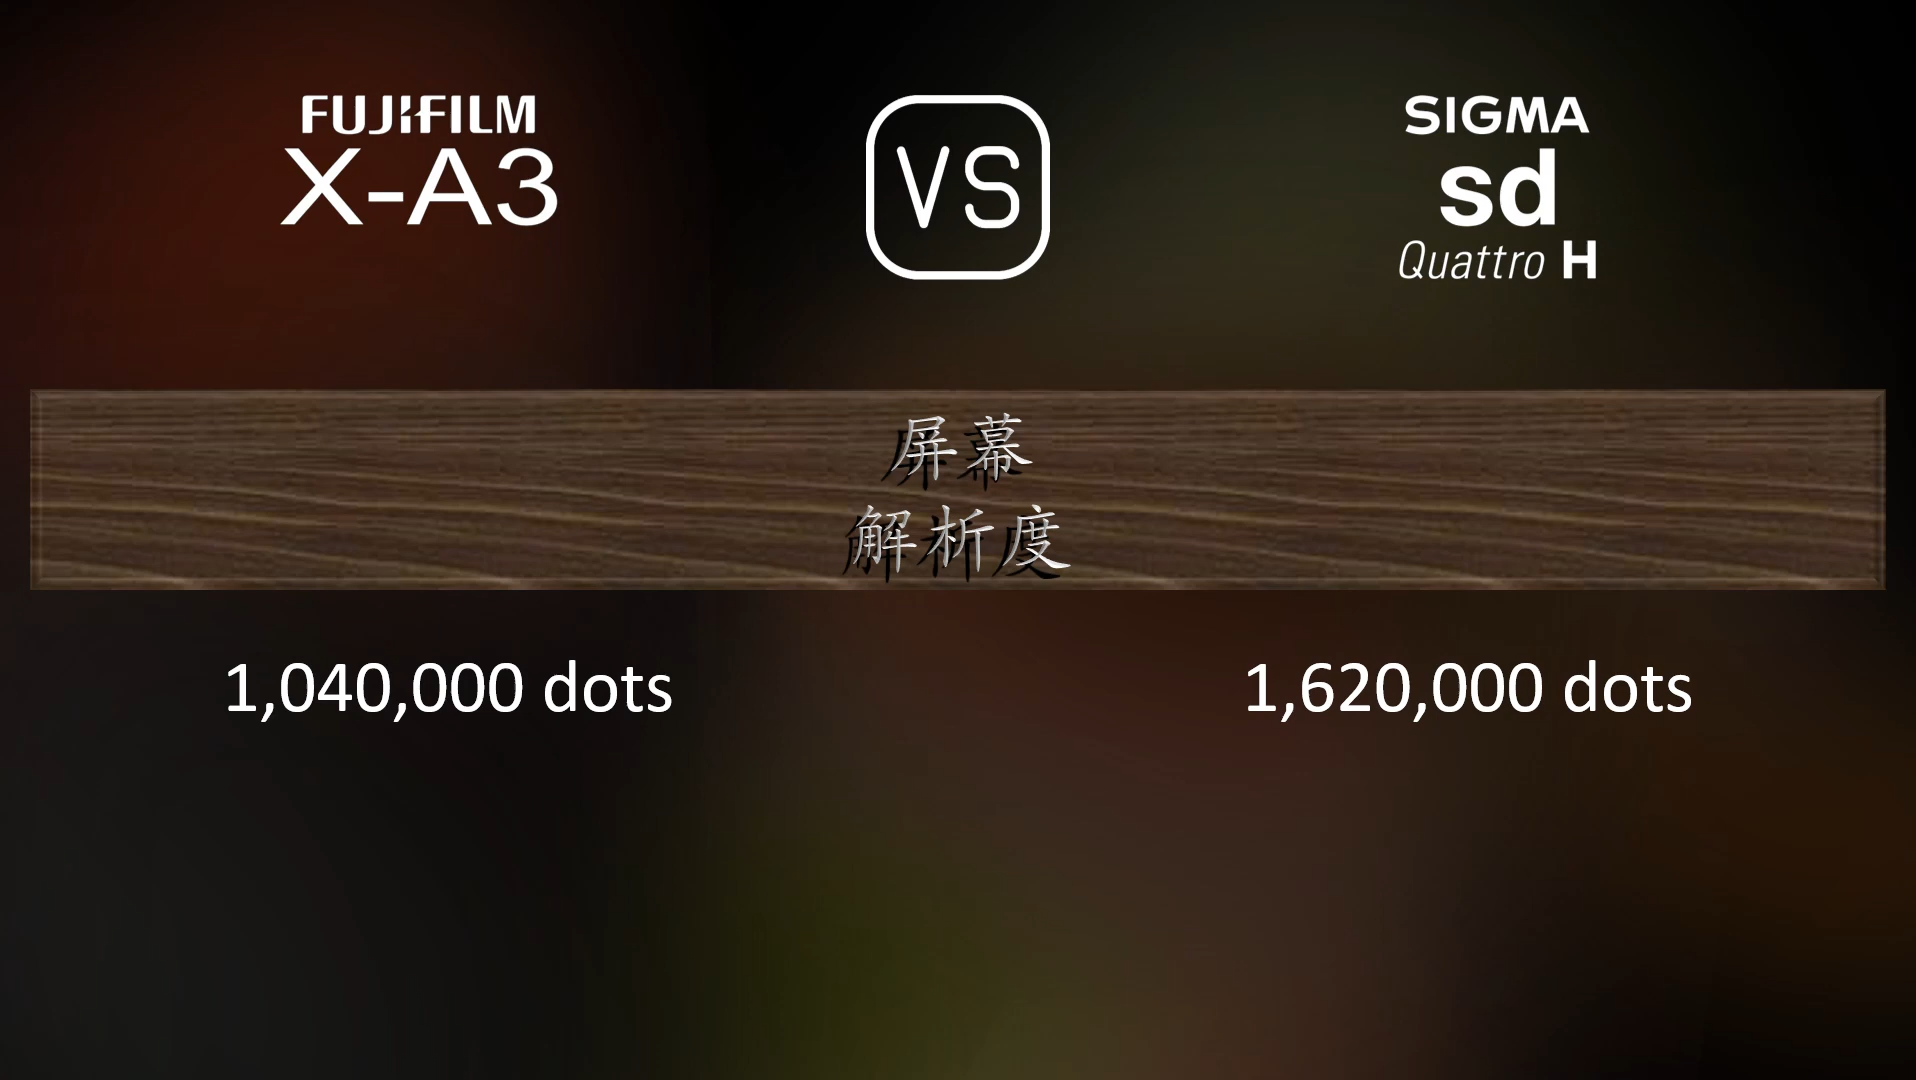 FUJIFILM
X-A3
VS
SIGMA
sd
Quattro H
屏幕
解析度
1,040,000 dots
1,620,000 dots